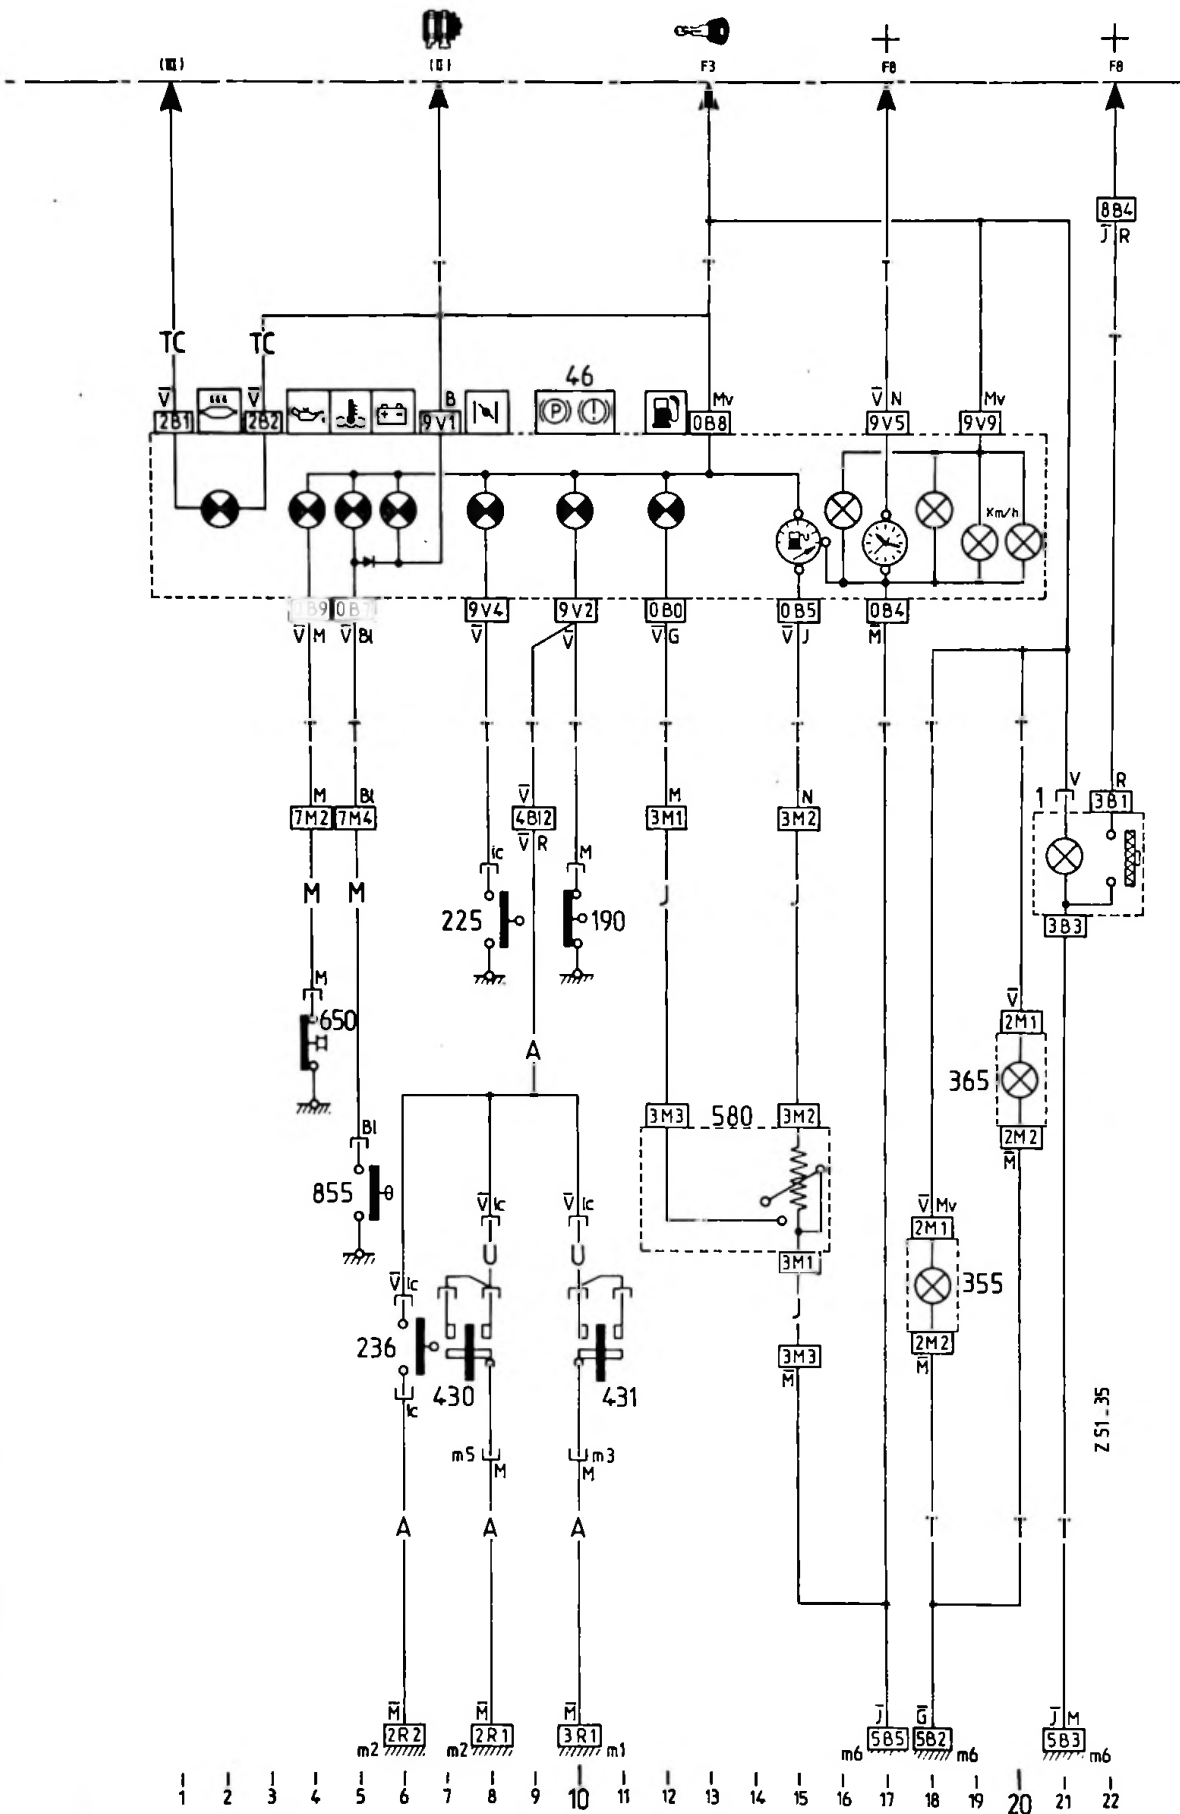 (III) (II) F3 F8 F8
8B4
J R
TC TC
46
V V B Mv V N Mv
2B1 2B2 9V1 P ! 0B8 9V5 9V9
Km/h
0B9 0B7 9V4 9V2 0B0 0B5 0B4
V M V Bl V V V G V J M
V R
M Bl V M N 1 3B1
7M2 7M4 4B12 3M1 3M2
V R
M M Ic M J J
225 190 3B3
M
650 V
2M1
A 365
3M3 580 3M2 2M2
Bl M
855 V Ic V Ic V Mv
U U 2M1
3M1
V Ic 355
236 J 2M2
3M3 M
Ic 430 431 M
Z 51-35
m5 M m3 M
A A A
M M M J G J M
2R2 2R1 3R1 5B5 5B2 5B3
m2 m2 m1 m6 m6 m6
1 2 3 4 5 6 7 8 9 10 11 12 13 14 15 16 17 18 19 20 21 22